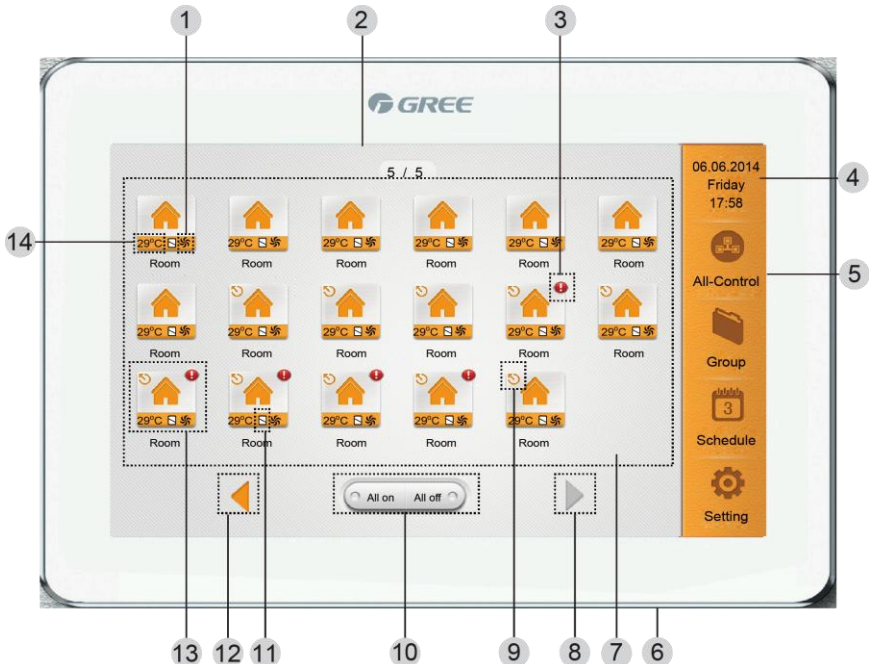 1 2 3
GREE
5 / 5
06.06.2014
Friday
17:58
4
14
29°C 29°C 29°C 29°C 29°C 29°C
Room Room Room Room Room Room
All-Control
5
29°C 29°C 29°C 29°C 29°C 29°C
Room Room Room Room Room Room
Group
29°C 29°C 29°C 29°C 29°C
Room Room Room Room Room
3
Schedule
All on All off
Setting
13 12 11 10 9 8 7 6